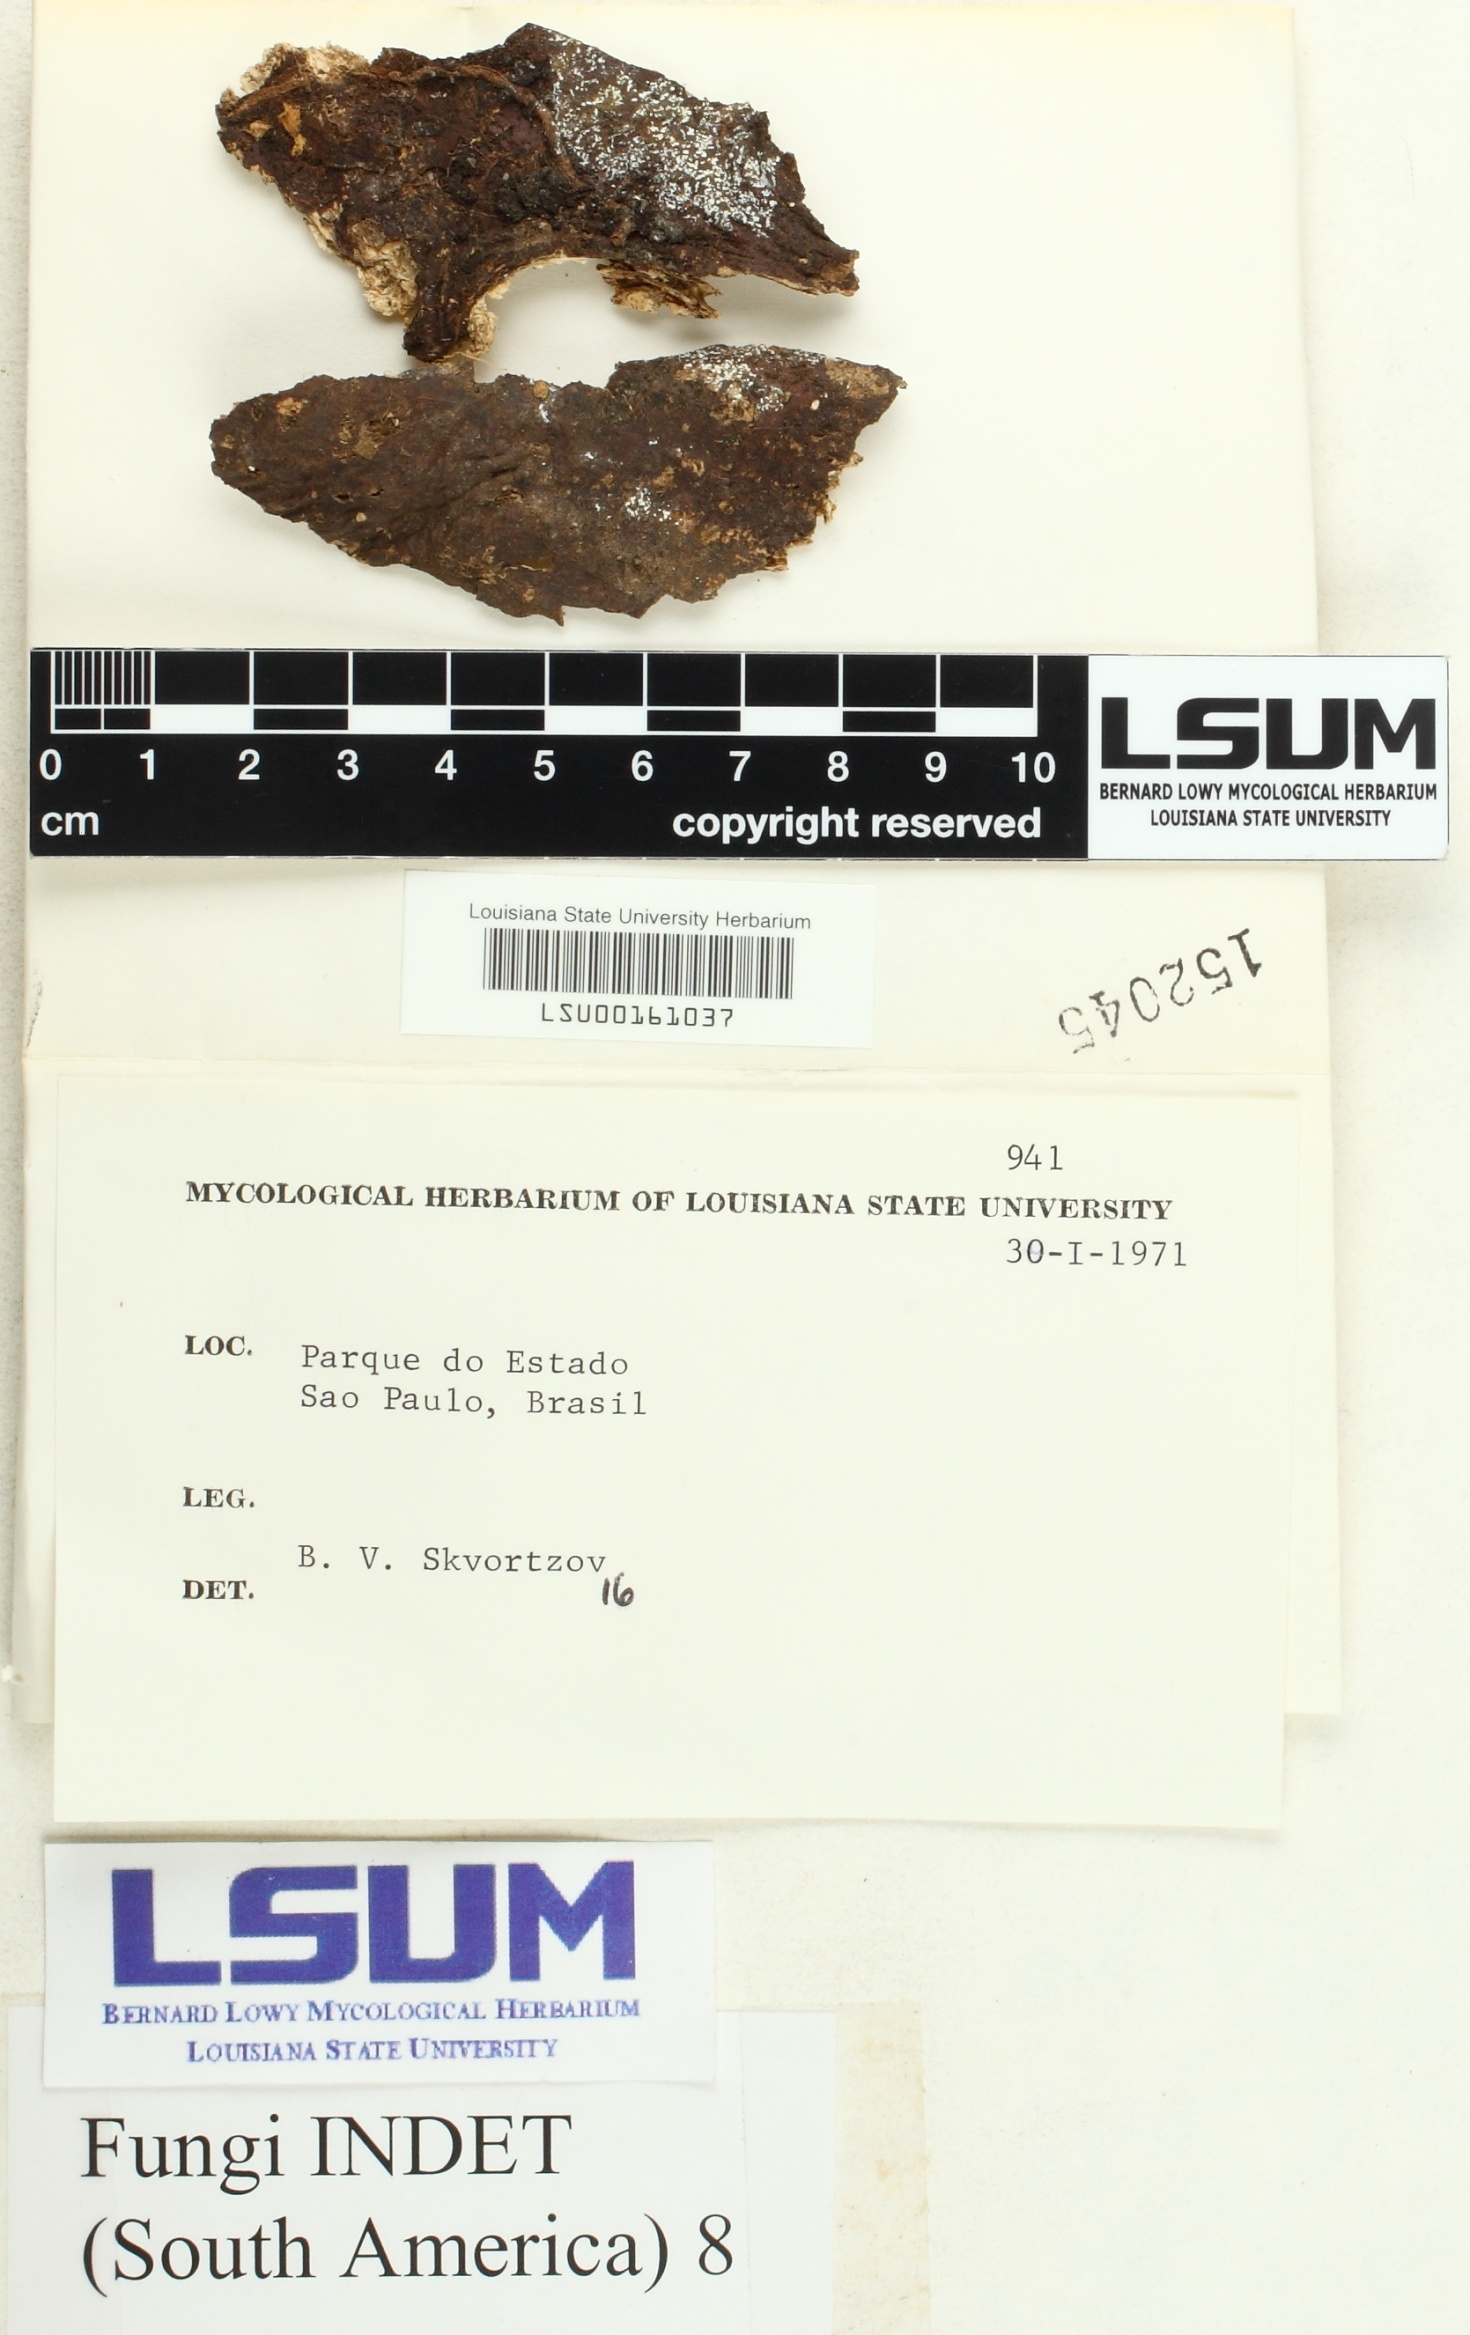 0 1 2 3 4 5 6 7 8 9 10
cm copyright reserved
LSUM
BERNARD LOWY MYCOLOGICAL HERBARIUM
LOUISIANA STATE UNIVERSITY
Louisiana State University Herbarium
LSU00161037
152045
941
MYCOLOGICAL HERBARIUM OF LOUISIANA STATE UNIVERSITY
30-I-1971
LOC. Parque do Estado
Sao Paulo, Brasil
LEG.
B. V. Skvortzov
DET. 16
LSUM
BERNARD LOWY MYCOLOGICAL HERBARIUM
LOUISIANA STATE UNIVERSITY
Fungi INDET
(South America) 8